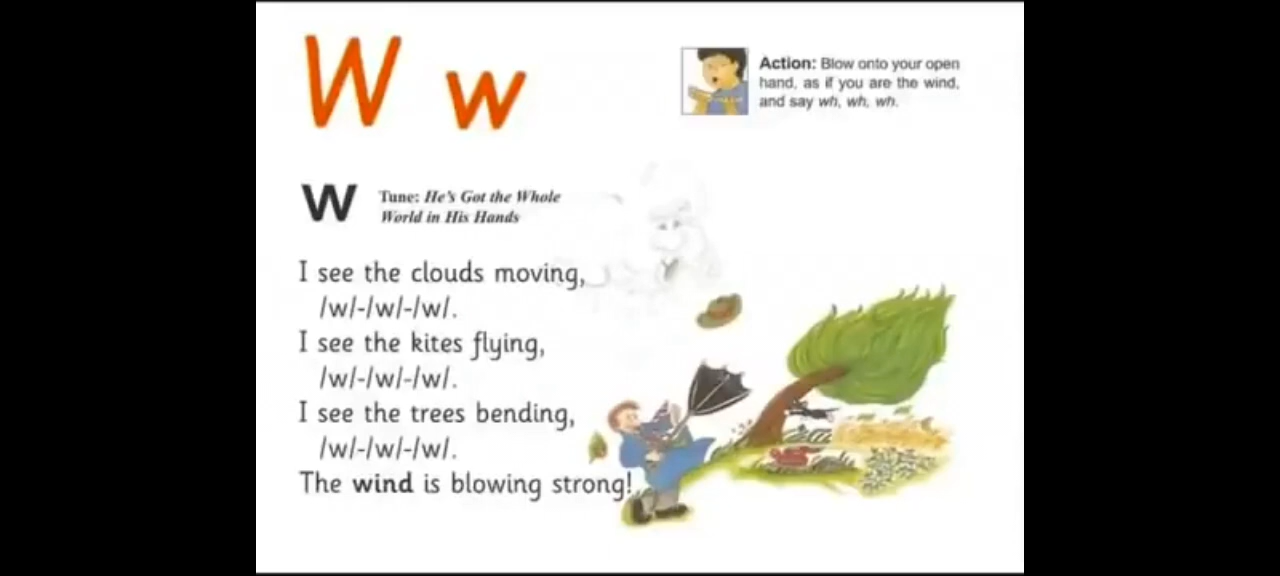 W w
Action: Blow onto your open
hand, as if you are the wind,
and say wh, wh, wh.
w
Tune: He's Got the Whole
World in His Hands
I see the clouds moving,
/w/-/w/-/w/.
I see the kites flying,
/w/-/w/-/w/.
I see the trees bending,
/w/-/w/-/w/.
The wind is blowing strong!